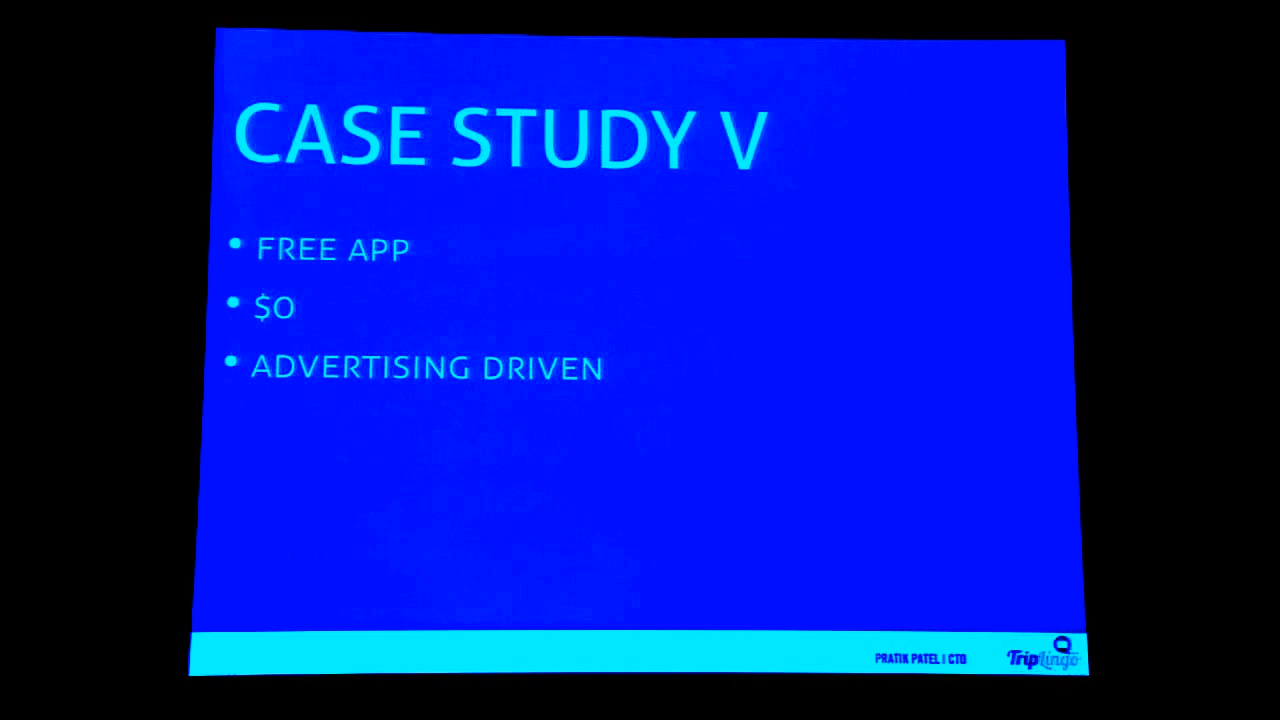 CASE STUDY V
• FREE APP
• $0
• ADVERTISING DRIVEN
PRATIK PATEL | CTO
TripLingo